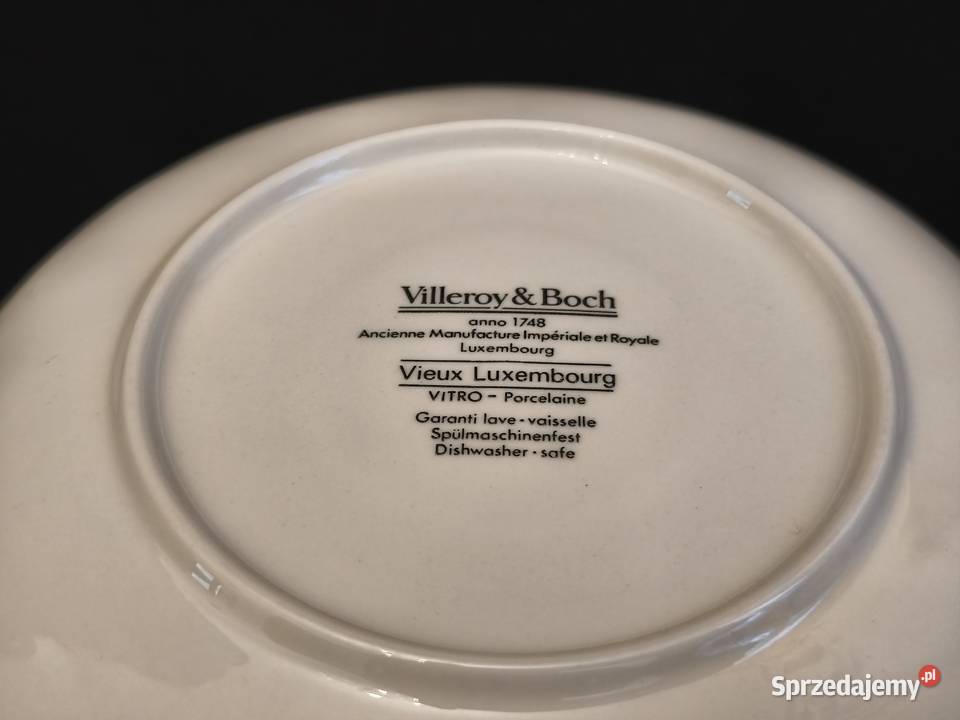 Villeroy & Boch
anno 1748
Ancienne Manufacture Impériale et Royale
Luxembourg
Vieux Luxembourg
VITRO - Porcelaine
Garanti lave - vaisselle
Spülmaschinenfest
Dishwasher - safe
Sprzedajemy.pl